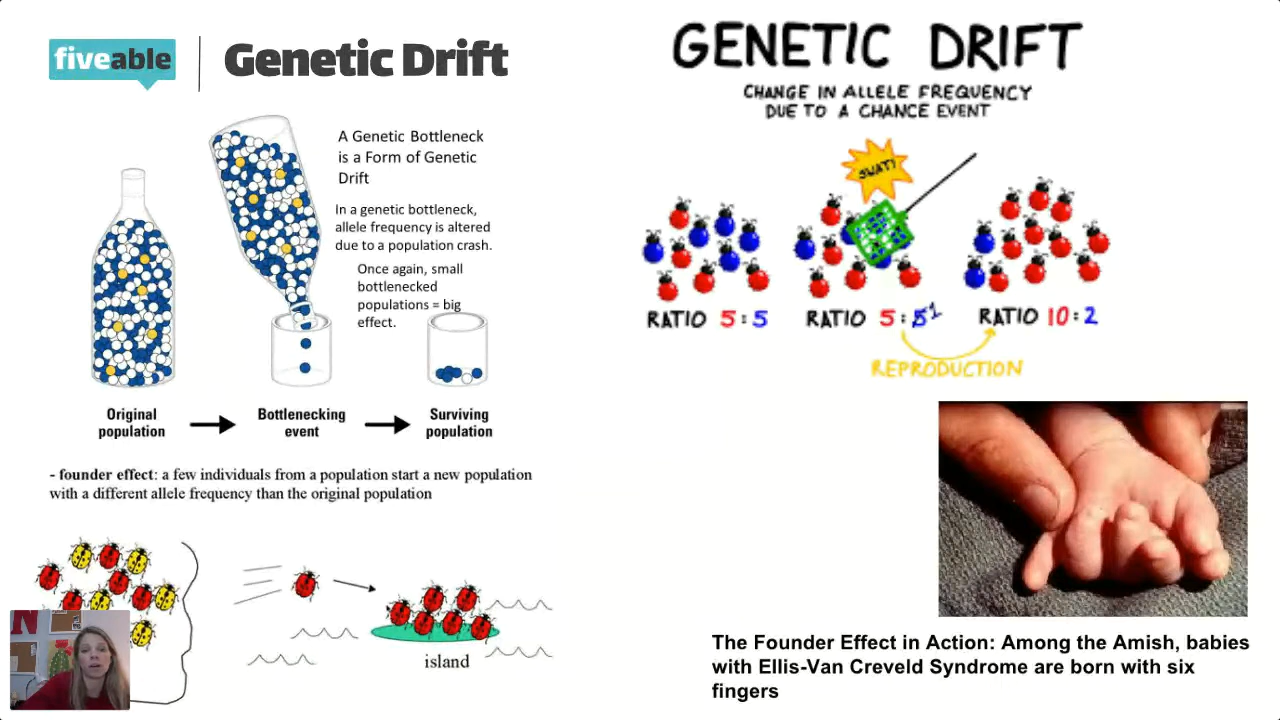 fiveable
Genetic Drift
A Genetic Bottleneck
is a Form of Genetic
Drift
In a genetic bottleneck,
allele frequency is altered
due to a population crash.
Once again, small
bottlenecked
populations = big
effect.
Original
population
Bottlenecking
event
Surviving
population
- founder effect: a few individuals from a population start a new population
with a different allele frequency than the original population
island
GENETIC DRIFT
CHANGE IN ALLELE FREQUENCY
DUE TO A CHANCE EVENT
SWAT!
RATIO 5:5
RATIO 5:5 1
RATIO 10:2
REPRODUCTION
The Founder Effect in Action: Among the Amish, babies
with Ellis-Van Creveld Syndrome are born with six
fingers
N